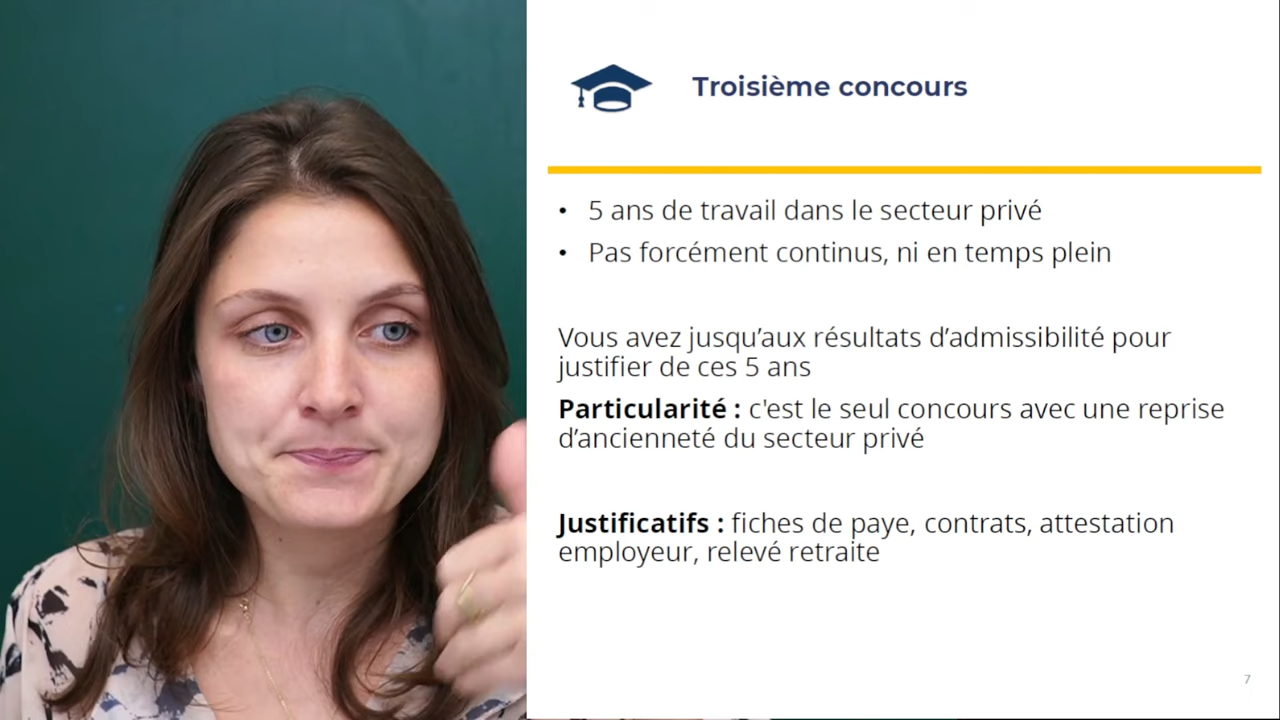 Troisième concours
• 5 ans de travail dans le secteur privé
• Pas forcément continus, ni en temps plein
Vous avez jusqu’aux résultats d’admissibilité pour
justifier de ces 5 ans
Particularité : c'est le seul concours avec une reprise
d’ancienneté du secteur privé
Justificatifs : fiches de paye, contrats, attestation
employeur, relevé retraite
7